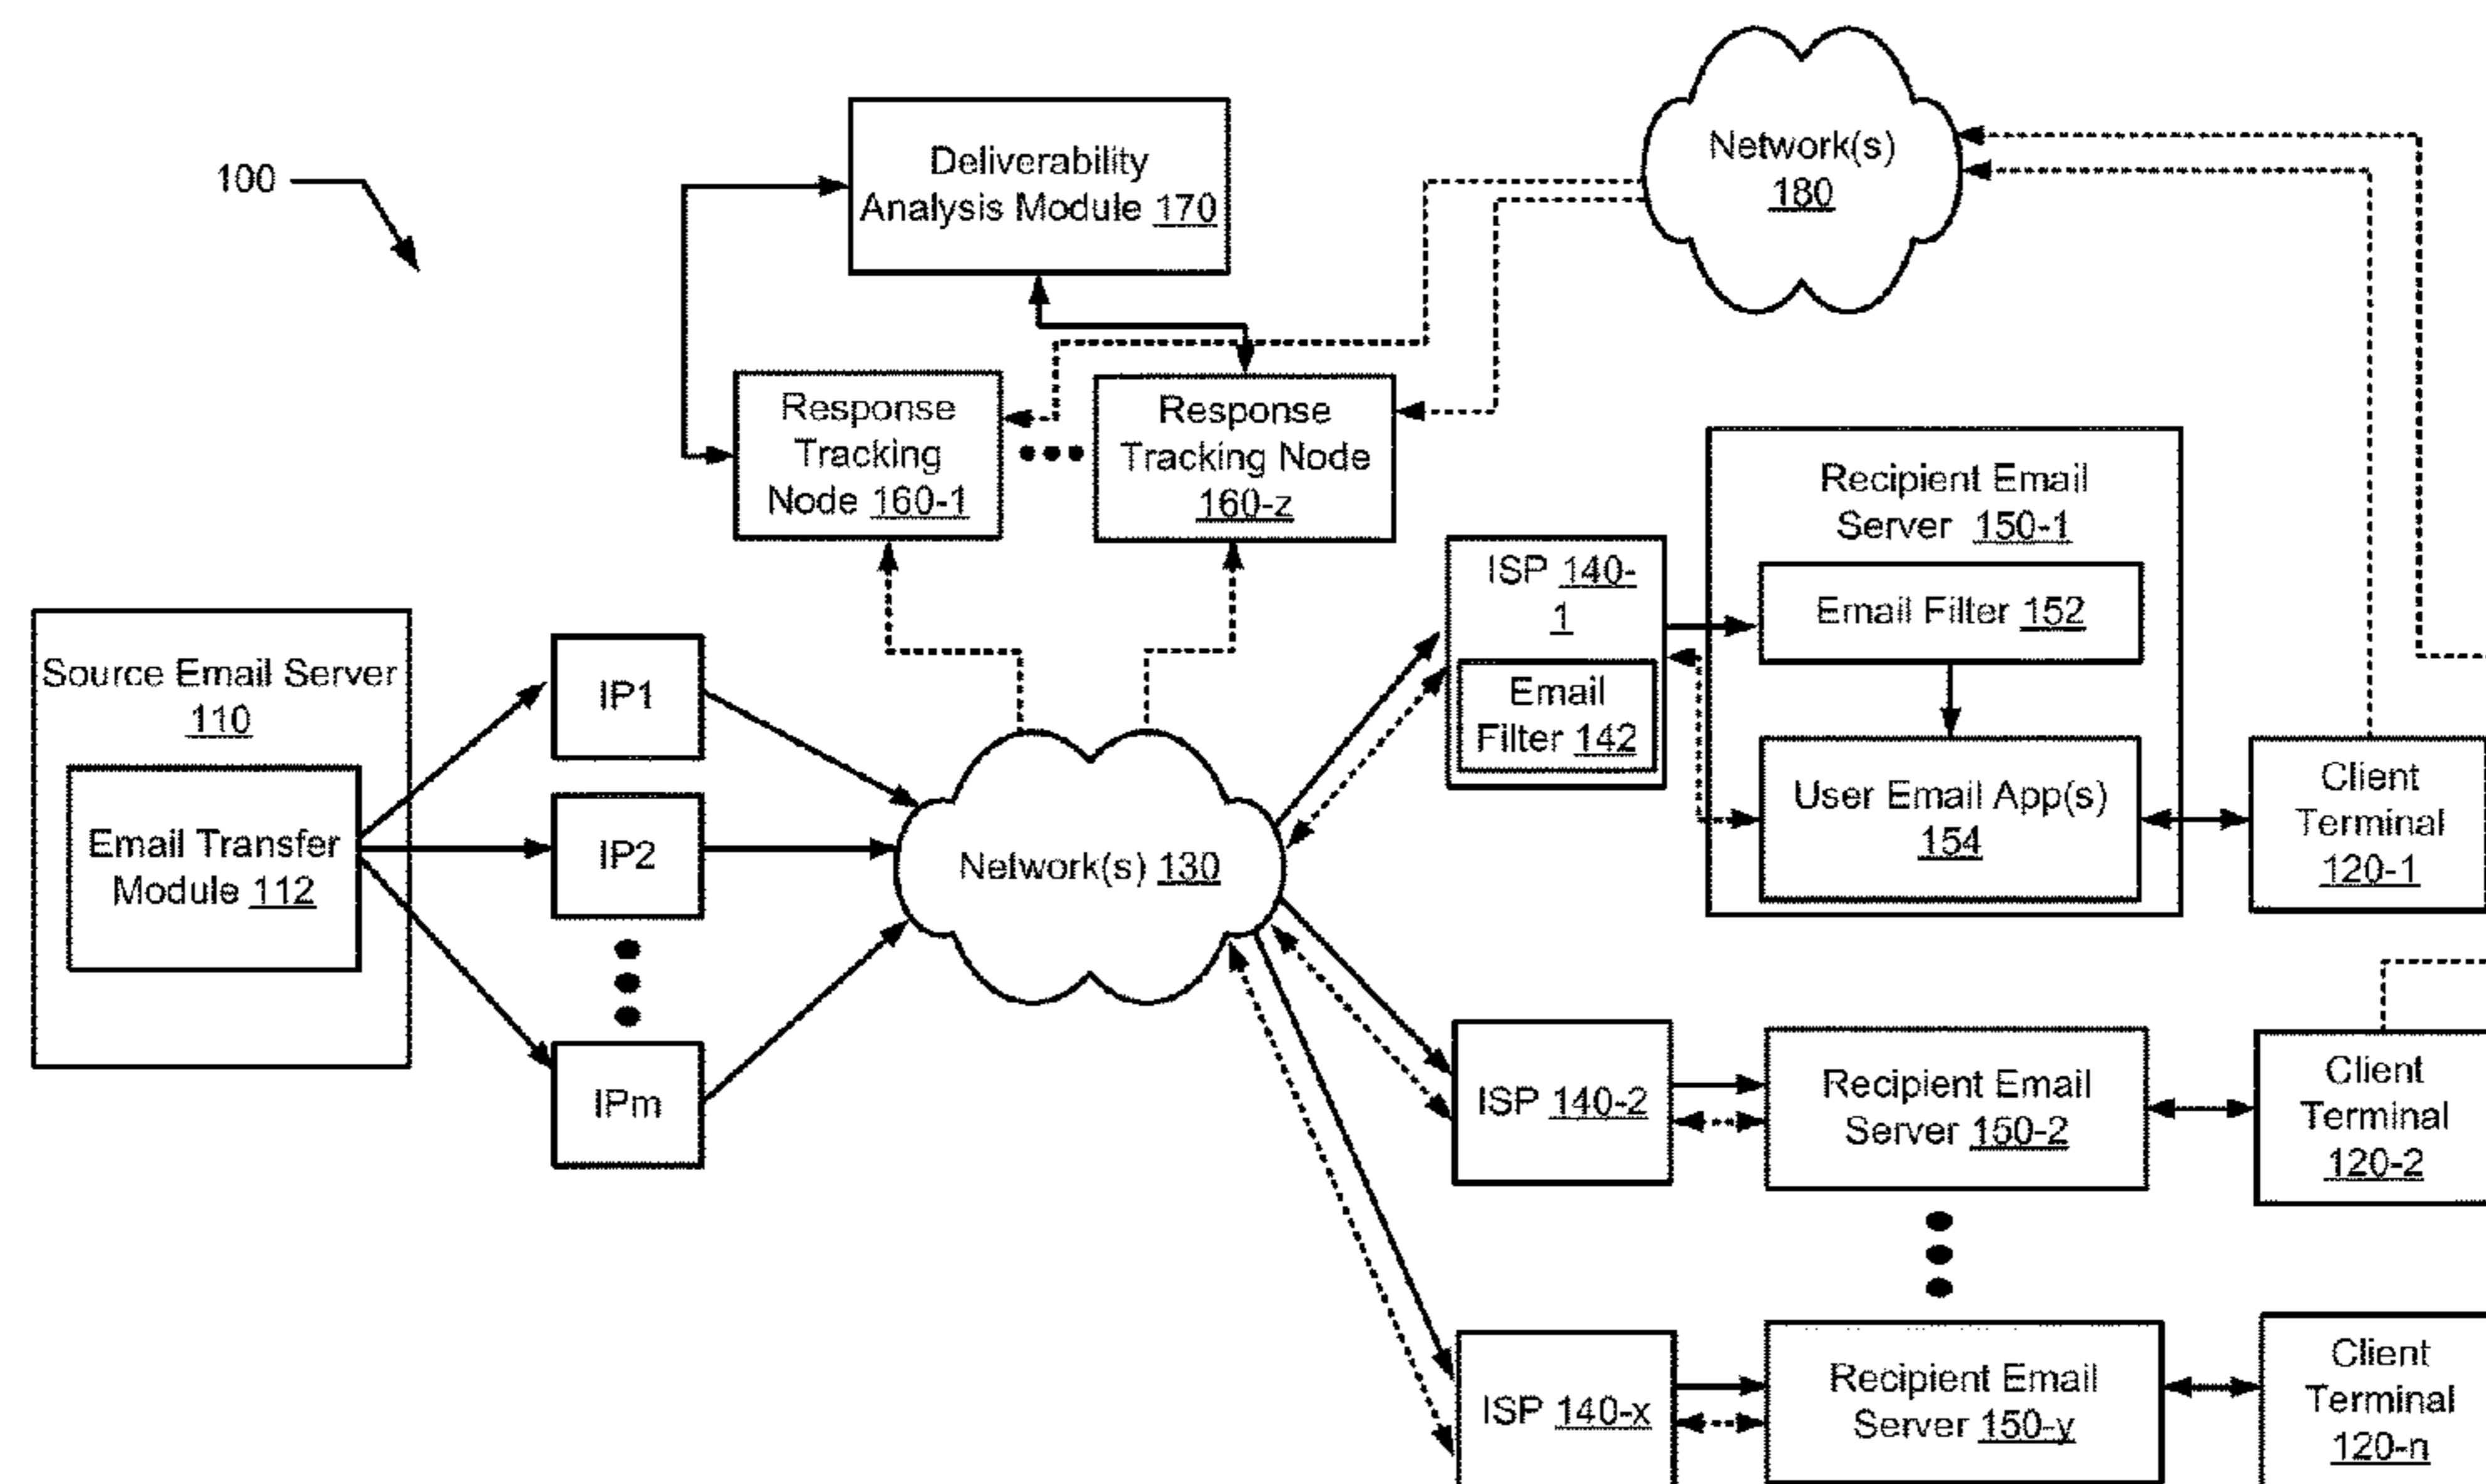 100
Deliverability
Analysis Module 170
Network(s)
180
Response
Tracking
Node 160-1
Response
Tracking Node
160-z
Recipient Email
Server 150-1
ISP 140-
1
Email Filter 152
Email
Filter 142
User Email App(s)
154
Client
Terminal
120-1
Source Email Server
110
Email Transfer
Module 112
IP1
IP2
IPm
Network(s) 130
ISP 140-2
Recipient Email
Server 150-2
Client
Terminal
120-2
ISP 140-x
Recipient Email
Server 150-y
Client
Terminal
120-n